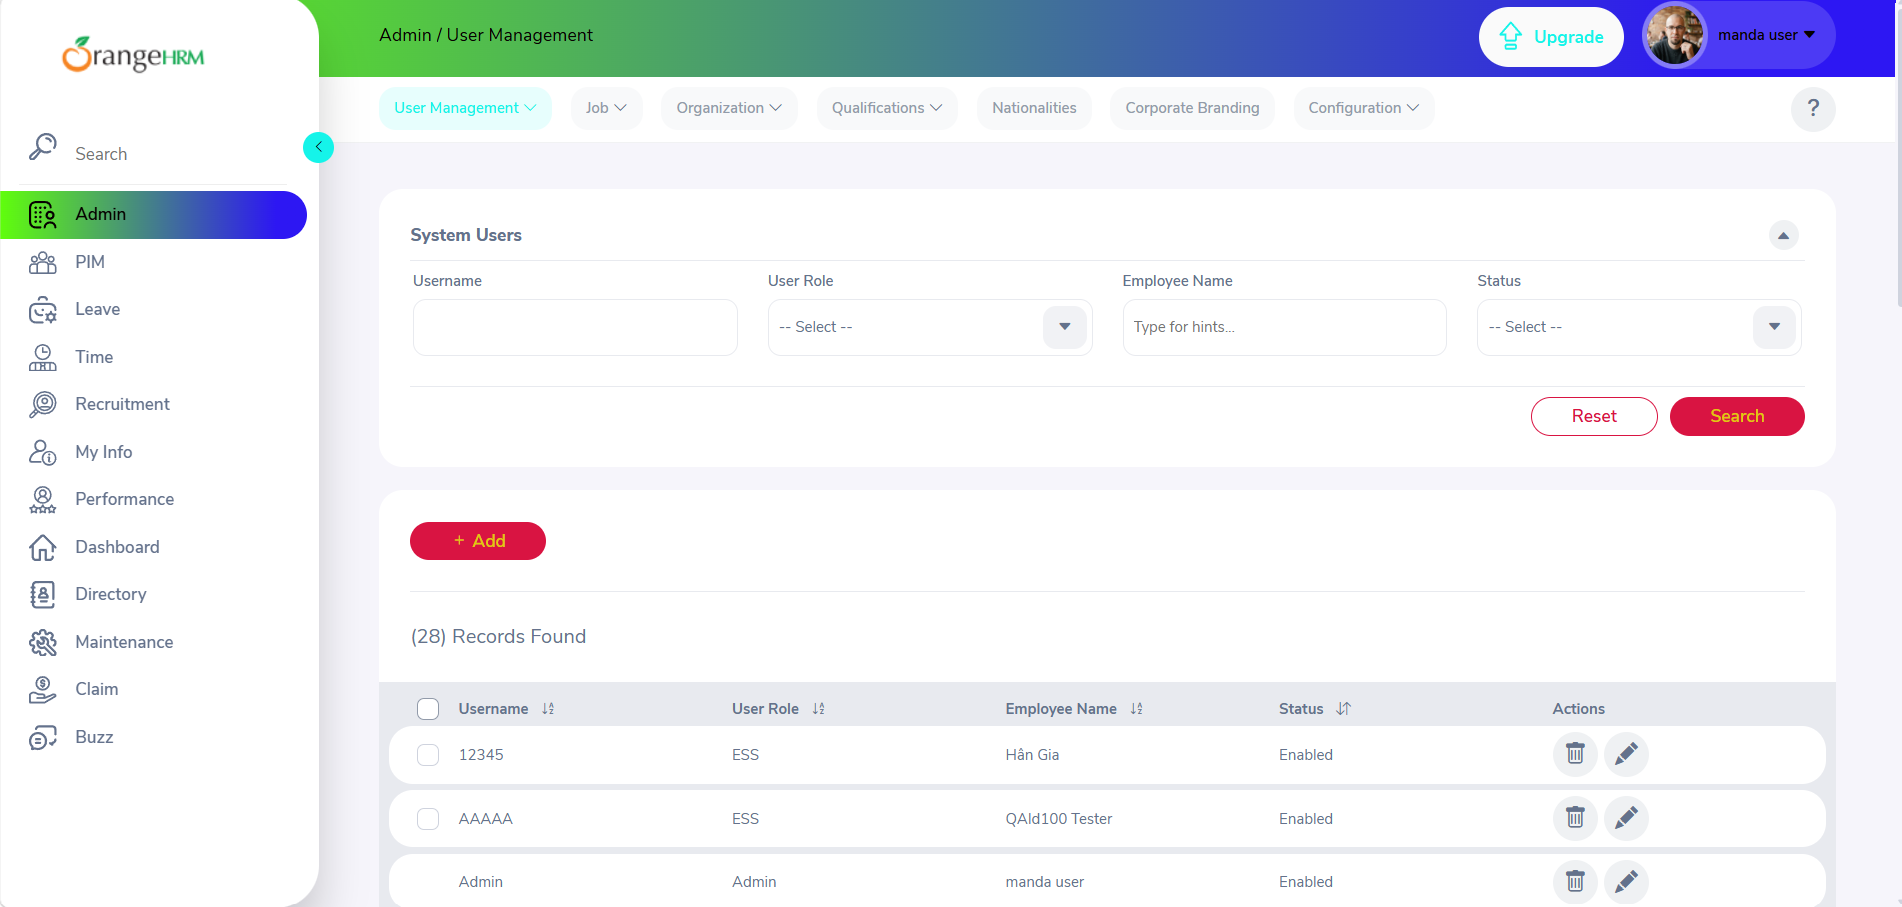 OrangeHRM
Admin / User Management
Upgrade
manda user
User Management
Job
Organization
Qualifications
Nationalities
Corporate Branding
Configuration
?
Search
Admin
PIM
Leave
Time
Recruitment
My Info
Performance
Dashboard
Directory
Maintenance
Claim
Buzz
System Users
Username User Role Employee Name Status
-- Select -- Type for hints... -- Select --
Reset Search
+ Add
(28) Records Found
Username User Role Employee Name Status Actions
12345 ESS Hân Gia Enabled
AAAAA ESS QAId100 Tester Enabled
Admin Admin manda user Enabled